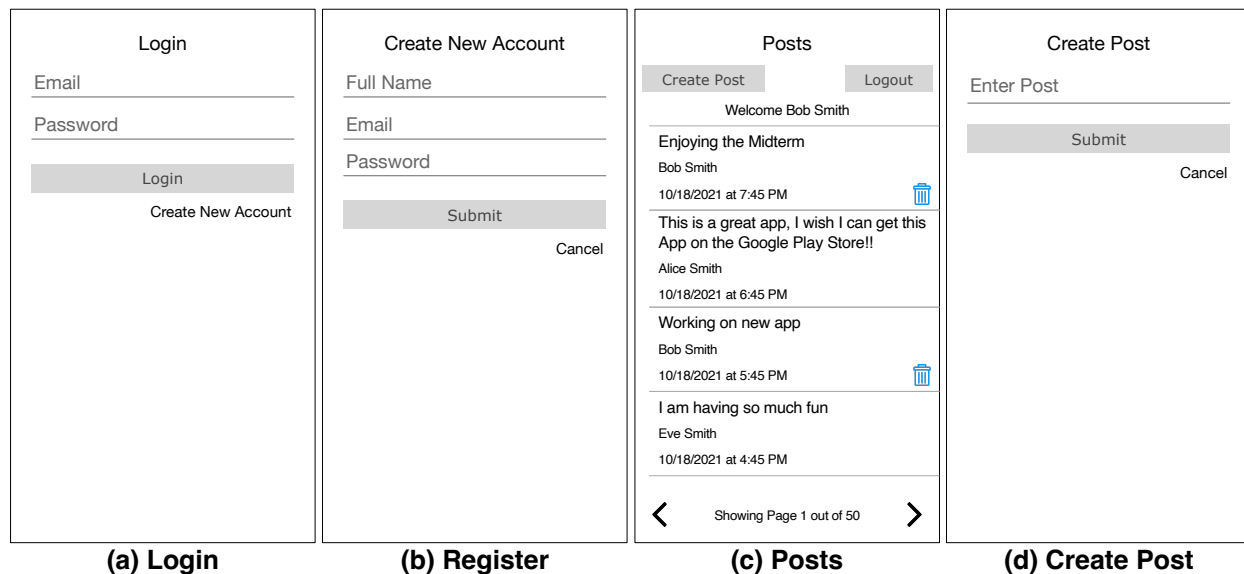 Login
Email
Password
Login
Create New Account
(a) Login
Create New Account
Full Name
Email
Password
Submit
Cancel
(b) Register
Posts
Create Post
Logout
Welcome Bob Smith
Enjoying the Midterm
Bob Smith
10/18/2021 at 7:45 PM
This is a great app, I wish I can get this
App on the Google Play Store!!
Alice Smith
10/18/2021 at 6:45 PM
Working on new app
Bob Smith
10/18/2021 at 5:45 PM
I am having so much fun
Eve Smith
10/18/2021 at 4:45 PM
Showing Page 1 out of 50
(c) Posts
Create Post
Enter Post
Submit
Cancel
(d) Create Post